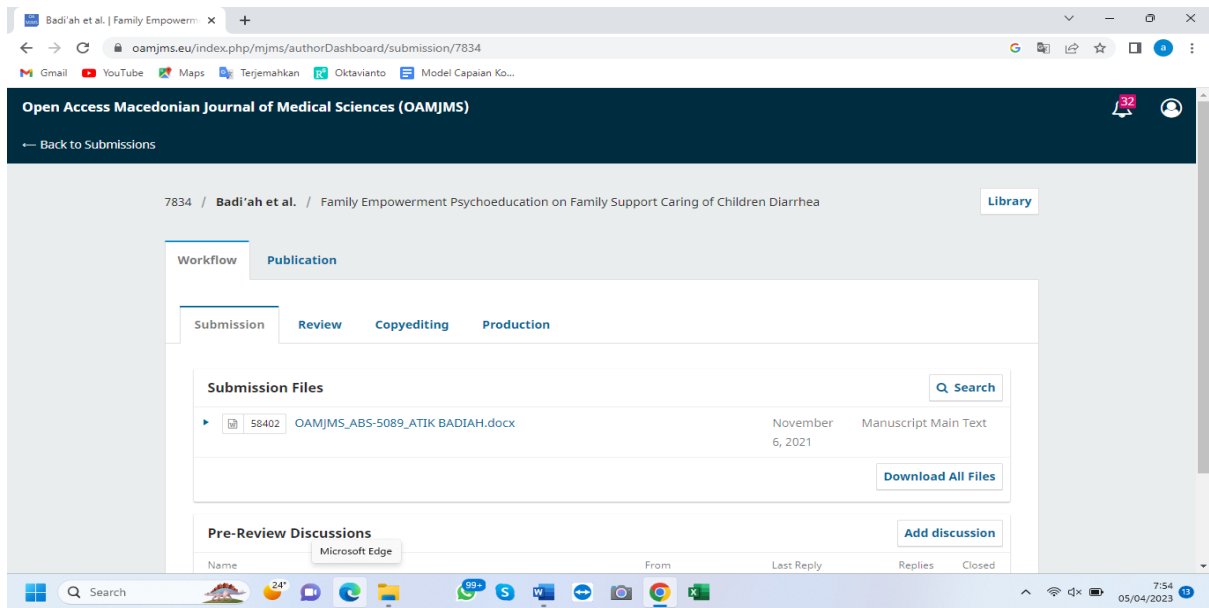 Badi'ah et al. | Family Empowerm
oamjms.eu/index.php/mjms/authorDashboard/submission/7834
Gmail YouTube Maps Terjemahkan Oktavianto Model Capaian Ko...
Open Access Macedonian Journal of Medical Sciences (OAMJMS) 32
← Back to Submissions
7834 / Badi'ah et al. / Family Empowerment Psychoeducation on Family Support Caring of Children Diarrhea Library
Workflow Publication
Submission Review Copyediting Production
Submission Files Search
58402 OAMJMS_ABS-5089_ATIK BADIAH.docx November Manuscript Main Text
6, 2021
Download All Files
Pre-Review Discussions Add discussion
Microsoft Edge
Name From Last Reply Replies Closed
Search 24° 99+ 7:54 13
05/04/2023